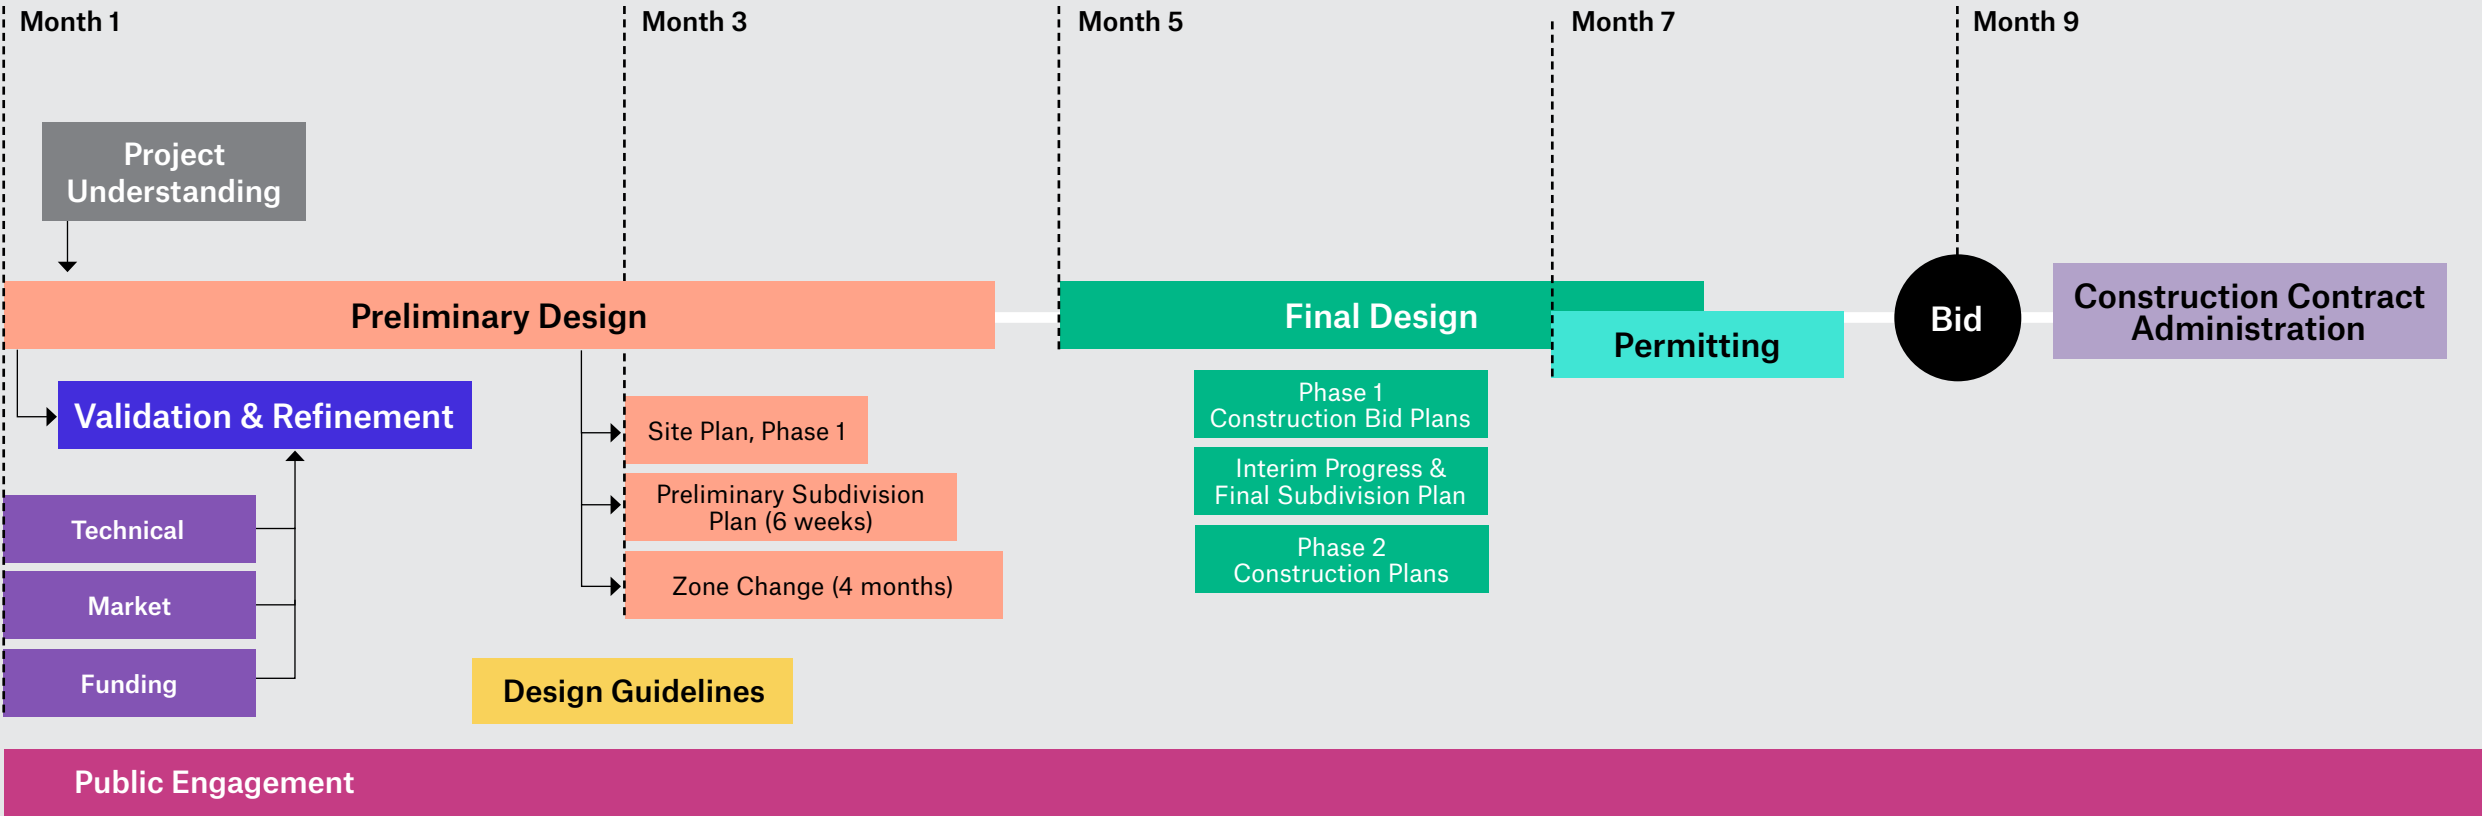 Month 1
Month 3
Month 5
Month 7
Month 9
Project
Understanding
Preliminary Design
Final Design
Permitting
Bid
Construction Contract
Administration
Validation & Refinement
Technical
Market
Funding
Site Plan, Phase 1
Preliminary Subdivision
Plan (6 weeks)
Zone Change (4 months)
Design Guidelines
Phase 1
Construction Bid Plans
Interim Progress &
Final Subdivision Plan
Phase 2
Construction Plans
Public Engagement